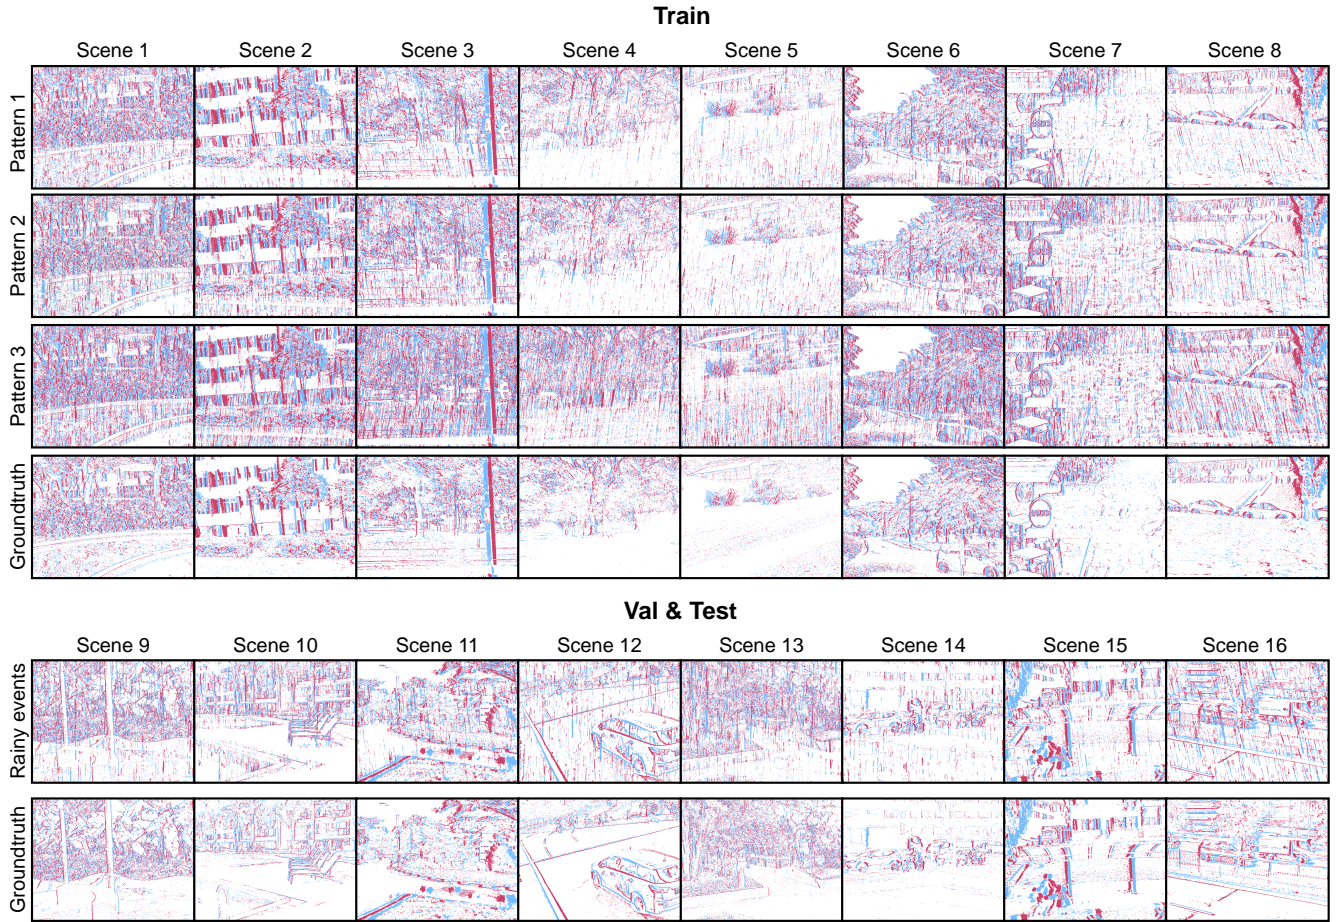 Train
Scene 1 Scene 2 Scene 3 Scene 4 Scene 5 Scene 6 Scene 7 Scene 8
Pattern 1
Pattern 2
Pattern 3
Groundtruth
Val & Test
Scene 9 Scene 10 Scene 11 Scene 12 Scene 13 Scene 14 Scene 15 Scene 16
Rainy events
Groundtruth